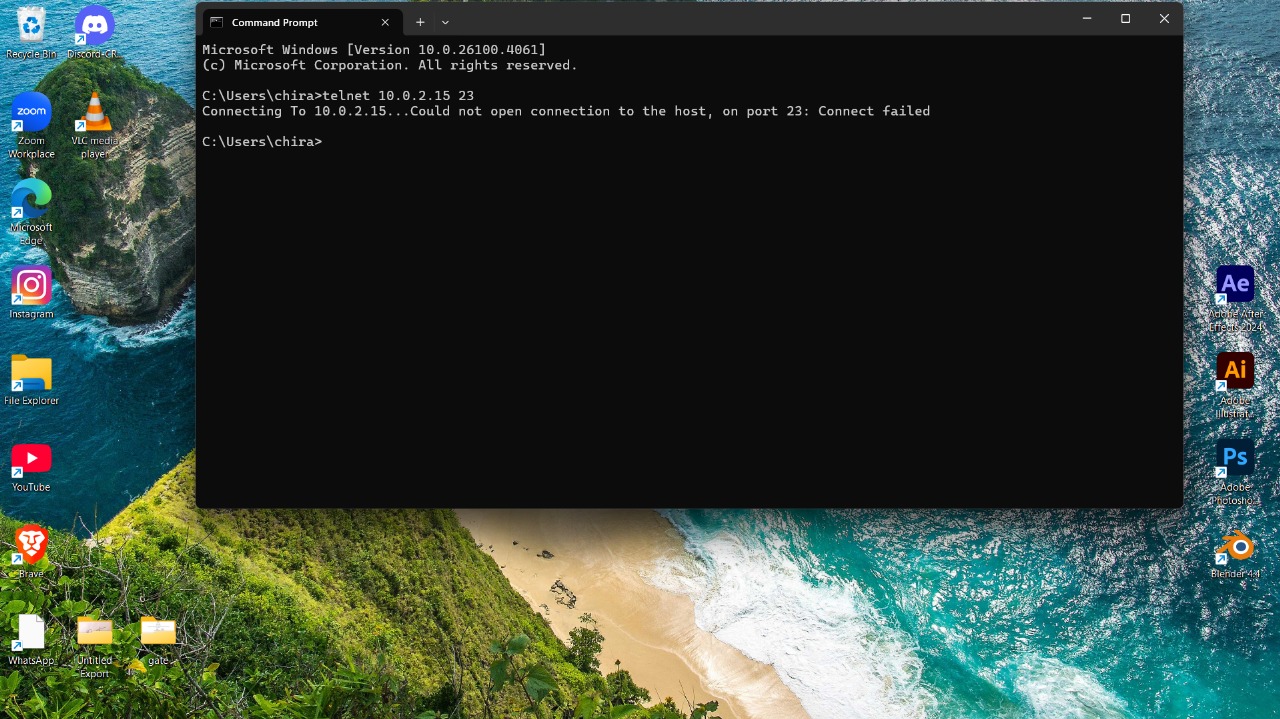 Command Prompt
Microsoft Windows [Version 10.0.26100.4061]
(c) Microsoft Corporation. All rights reserved.
C:\Users\chira>telnet 10.0.2.15 23
Connecting To 10.0.2.15...Could not open connection to the host, on port 23: Connect failed
C:\Users\chira>
Recycle Bin
Discord-CR...
zoom
Zoom
Workplace
VLC media
player
Microsoft
Edge
Instagram
File Explorer
YouTube
Brave
WhatsApp
Untitled
Export
gate
Ae
Adobe After
Effects 2024
Ai
Adobe
Illustrat...
Ps
Adobe
Photosho...
Blender 4.4